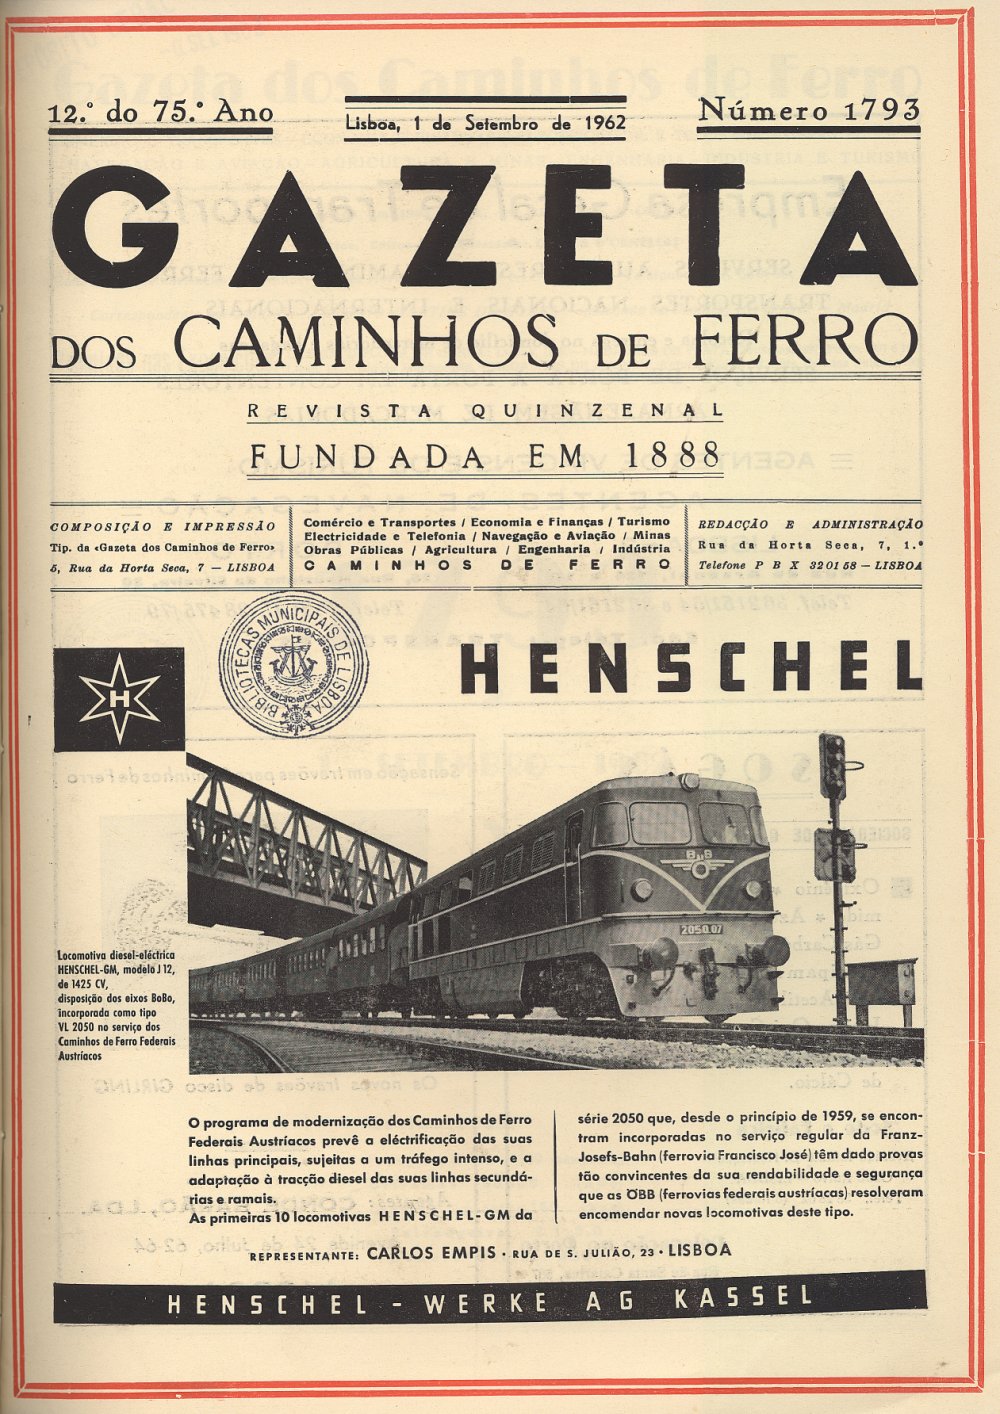 12.º do 75.º Ano
Lisboa, 1 de Setembro de 1962
Número 1793
GAZETA
DOS CAMINHOS DE FERRO
REVISTA QUINZENAL
FUNDADA EM 1888
COMPOSIÇÃO E IMPRESSÃO
Tip. da «Gazeta dos Caminhos de Ferro»
5, Rua da Horta Seca, 7 — LISBOA
Comércio e Transportes / Economia e Finanças / Turismo
Electricidade e Telefonia / Navegação e Aviação / Minas
Obras Públicas / Agricultura / Engenharia / Indústria
CAMINHOS DE FERRO
REDACÇÃO E ADMINISTRAÇÃO
Rua da Horta Seca, 7, 1.º
Telefone P B X 320158 — LISBOA
H
BIBLIOTECAS MUNICIPAIS DE LISBOA
HENSCHEL
2050.07
Locomotiva diesel-eléctrica
HENSCHEL-GM, modelo J 12,
de 1425 CV,
disposição dos eixos BoBo,
incorporada como tipo
VL 2050 no serviço dos
Caminhos de Ferro Federais
Austríacos
O programa de modernização dos Caminhos de Ferro
Federais Austríacos prevê a eléctrificação das suas
linhas principais, sujeitas a um tráfego intenso, e a
adaptação à tracção diesel das suas linhas secundá-
rias e ramais.
As primeiras 10 locomotivas HENSCHEL-GM da
série 2050 que, desde o princípio de 1959, se encon-
tram incorporadas no serviço regular da Franz-
Josefs-Bahn (ferrovia Francisco José) têm dado provas
tão convincentes da sua rendabilidade e segurança
que as ÖBB (ferrovias federais austríacas) resolveram
encomendar novas locomotivas deste tipo.
REPRESENTANTE: CARLOS EMPIS · RUA DE S. JULIÃO, 23 · LISBOA
HENSCHEL - WERKE AG KASSEL